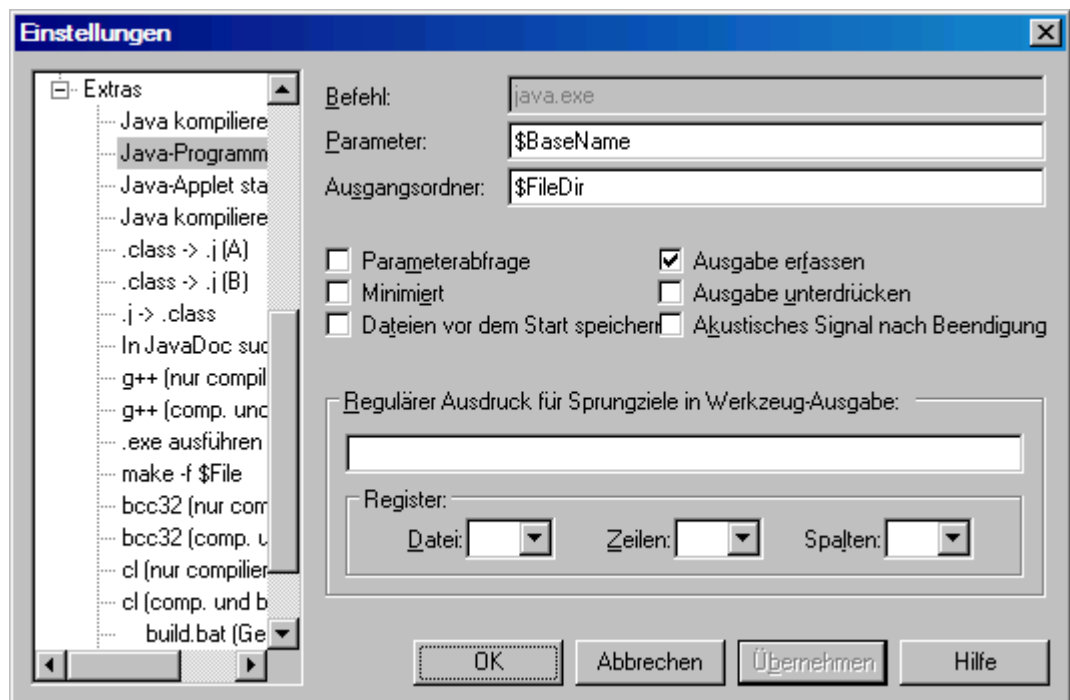 Einstellungen
Extras
Java kompiliere
Java-Programm
Java-Applet sta
Java kompiliere
.class -> .j (A)
.class -> .j (B)
.j -> .class
In JavaDoc suc
g++ (nur compil
g++ (comp. und
.exe ausführen
make -f $File
bcc32 (nur com
bcc32 (comp. u
cl (nur compilier
cl (comp. und b
build.bat (Ge
Befehl: java.exe
Parameter: $BaseName
Ausgangsordner: $FileDir
Parameterabfrage
Ausgabe erfassen
Minimiert
Ausgabe unterdrücken
Dateien vor dem Start speichern
Akustisches Signal nach Beendigung
Regulärer Ausdruck für Sprungziele in Werkzeug-Ausgabe:
Register:
Datei: Zeilen: Spalten:
OK Abbrechen Übernehmen Hilfe